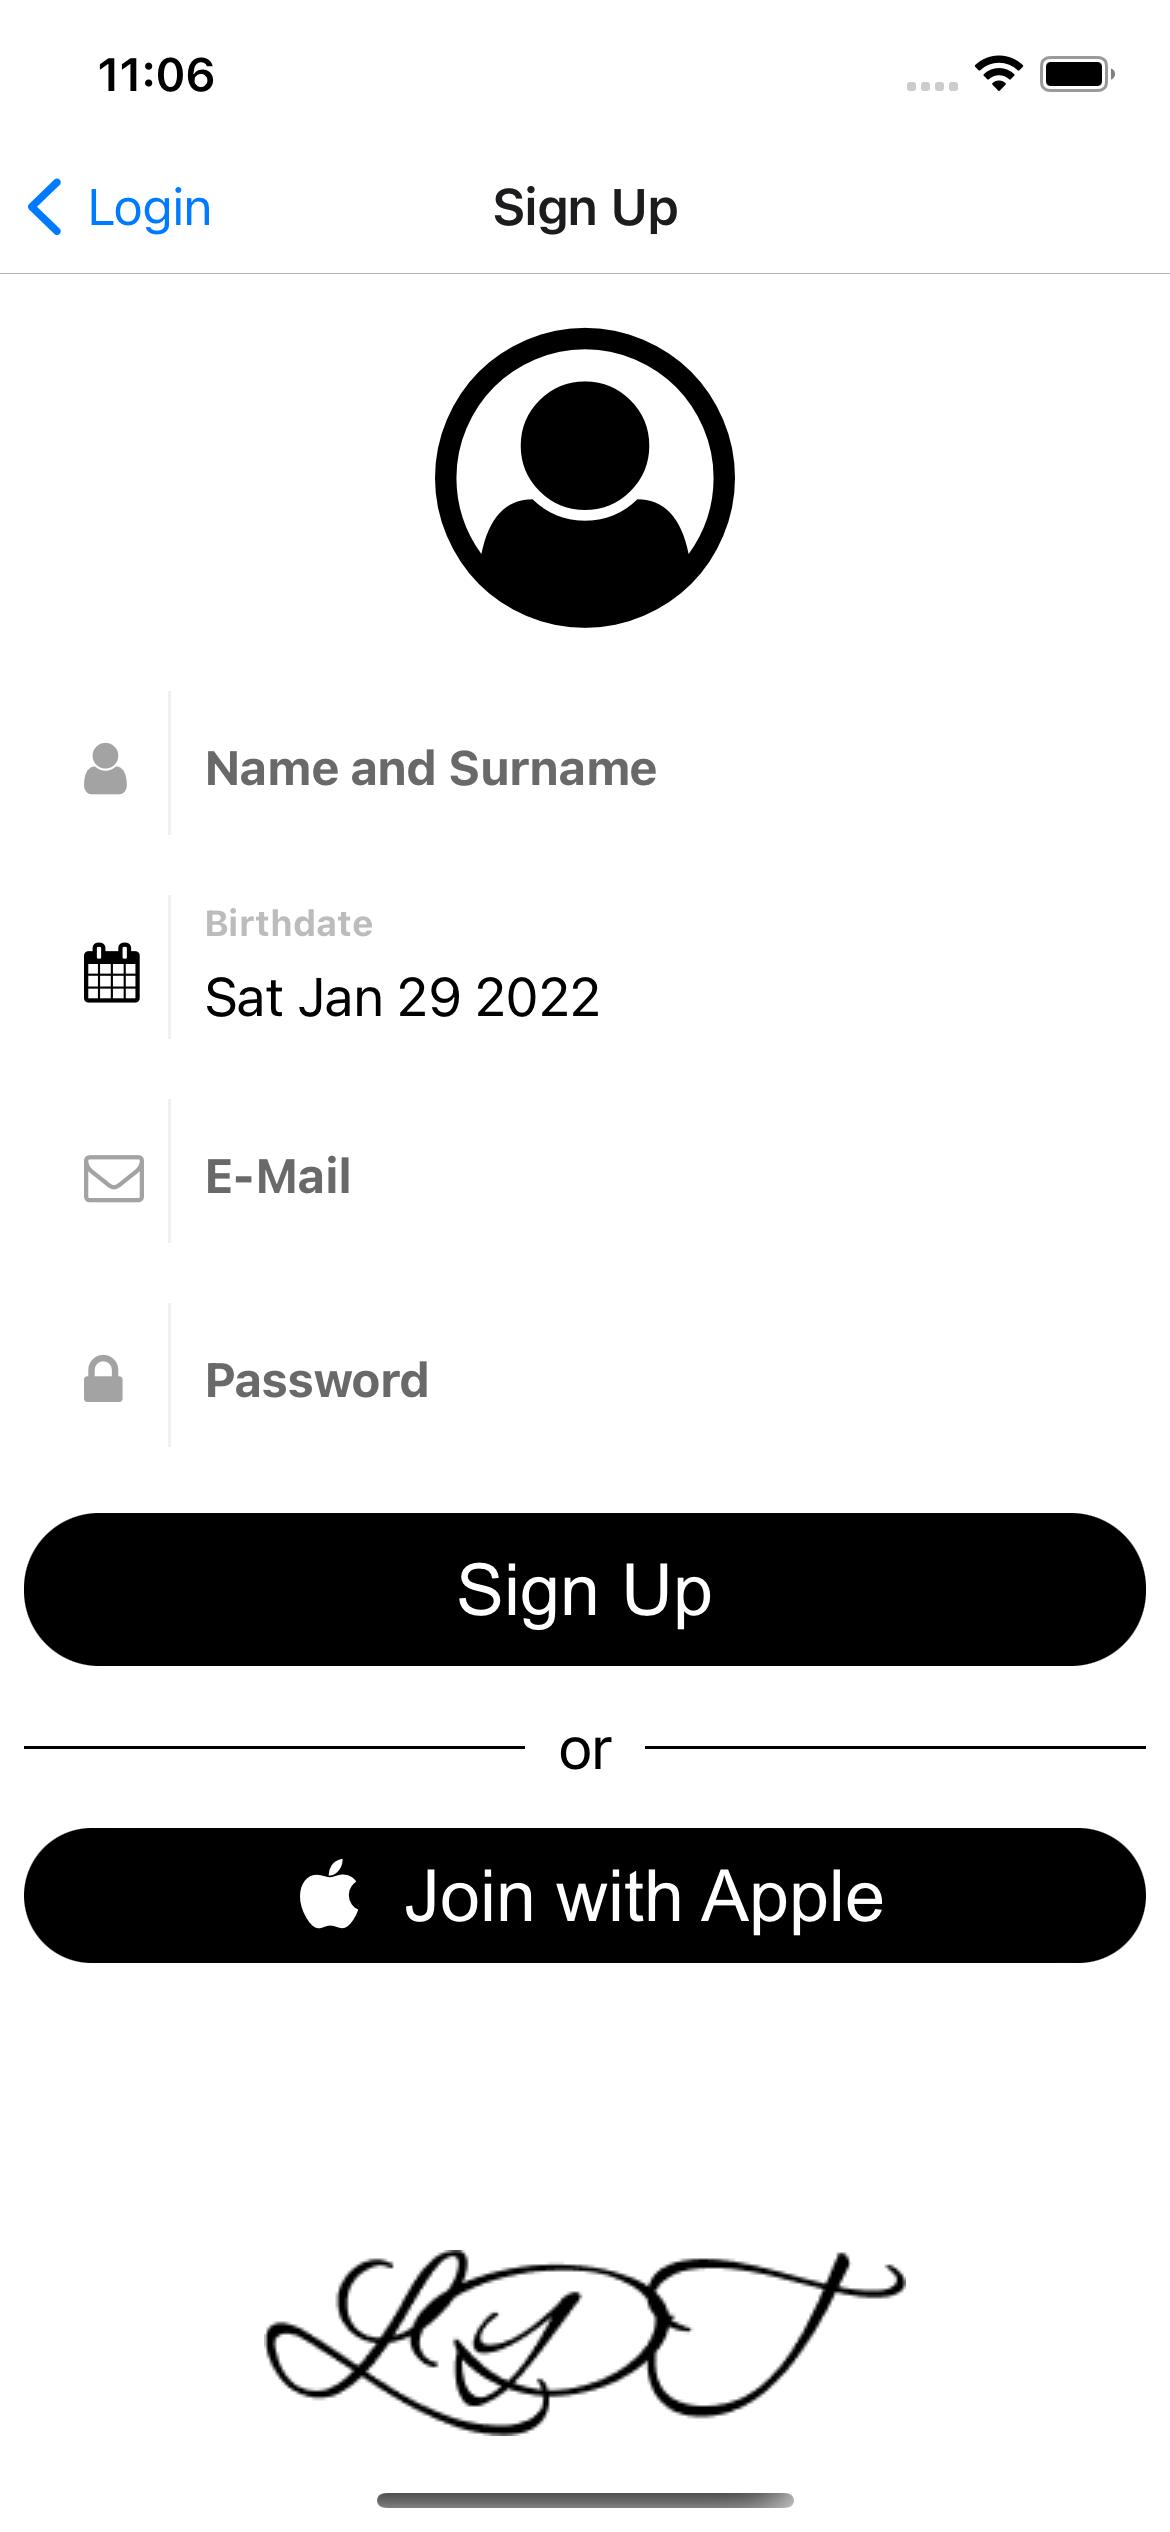 11:06
Login
Sign Up
Name and Surname
Birthdate
Sat Jan 29 2022
E-Mail
Password
Sign Up
or
Join with Apple